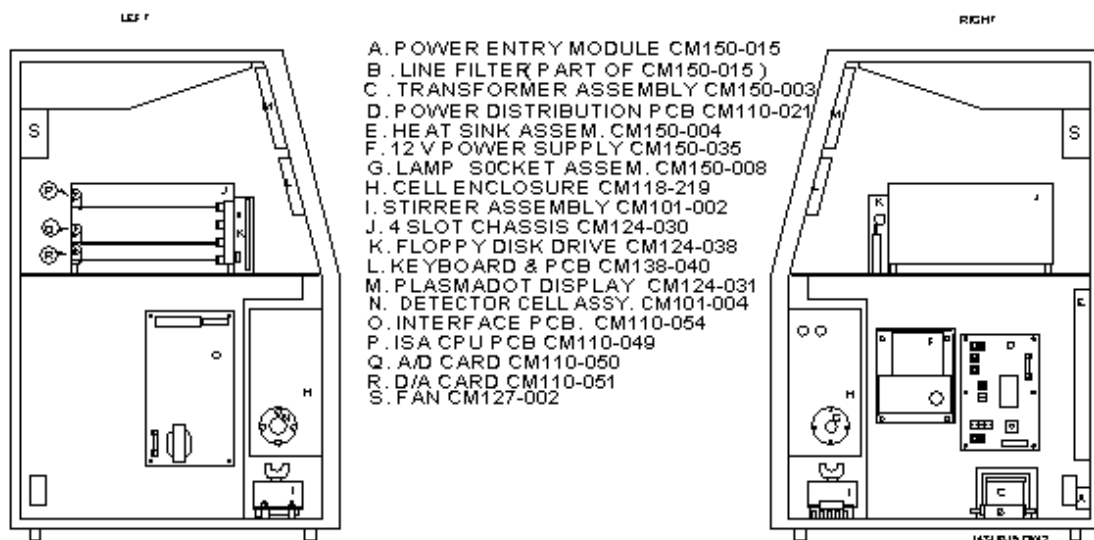 LEFT
RIGHT
A. POWER ENTRY MODULE CM150-015
B. LINE FILTER( PART OF CM150-015 )
C. TRANSFORMER ASSEMBLY CM150-003
D. POWER DISTRIBUTION PCB CM110-021
E. HEAT SINK ASSEM. CM150-004
F. 12 V POWER SUPPLY CM150-035
G. LAMP SOCKET ASSEM. CM150-008
H. CELL ENCLOSURE CM118-219
I. STIRRER ASSEMBLY CM101-002
J. 4 SLOT CHASSIS CM124-030
K. FLOPPY DISK DRIVE CM124-038
L. KEYBOARD & PCB CM138-040
M. PLASMADOT DISPLAY CM124-031
N. DETECTOR CELL ASSY. CM101-004
O. INTERFACE PCB. CM110-054
P. ISA CPU PCB CM110-049
Q. A/D CARD CM110-050
R. D/A CARD CM110-051
S. FAN CM127-002
S
M
L
P
Q
R
J
K
H
I
M
S
L
K
J
E
F
D
H
I
C
B
A